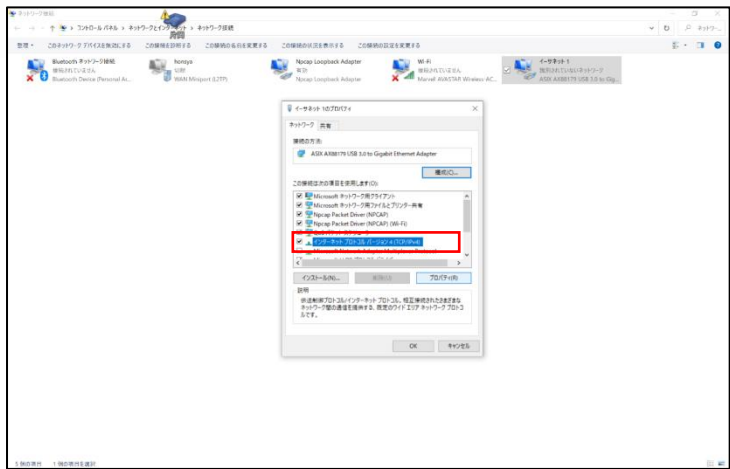 ネットワーク接続
コントロール パネル › ネットワークとインターネット › ネットワーク接続
整理 このネットワーク デバイスを無効にする この接続を診断する この接続の名前を変更する この接続の状況を表示する この接続の設定を変更する
Bluetooth ネットワーク接続
接続されていません
Bluetooth Device (Personal Ar...
honsya
切断
WAN Miniport (L2TP)
Npcap Loopback Adapter
有効
Npcap Loopback Adapter
Wi-Fi
接続されていません
Marvell AVASTAR Wireless-AC...
イーサネット 1
識別されていないネットワーク
ASIX AX88179 USB 3.0 to Gig...
イーサネット 1のプロパティ
ネットワーク 共有
接続の方法:
ASIX AX88179 USB 3.0 to Gigabit Ethernet Adapter
構成(C)...
この接続は次の項目を使用します(O):
Microsoft ネットワーク用クライアント
Microsoft ネットワーク用ファイルとプリンター共有
Npcap Packet Driver (NPCAP)
Npcap Packet Driver (NPCAP) (Wi-Fi)
インターネット プロトコル バージョン 4 (TCP/IPv4)
インストール(N)... 削除(U) プロパティ(R)
説明
伝送制御プロトコル/インターネット プロトコル。相互接続されたさまざまな
ネットワーク間の通信を提供する、既定のワイド エリア ネットワーク プロトコ
ルです。
OK キャンセル
5 個の項目 1 個の項目を選択